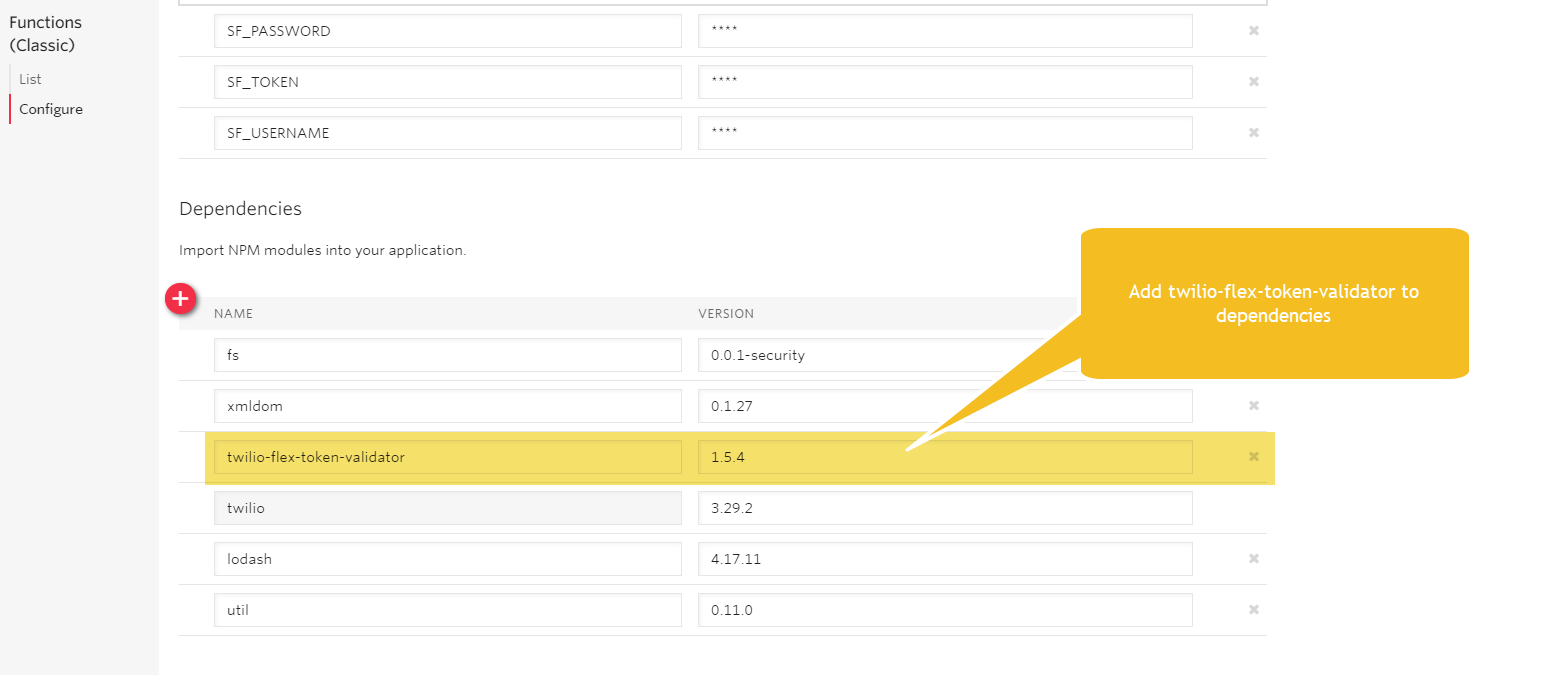 Functions
(Classic)
List
Configure
SF_PASSWORD ****
SF_TOKEN ****
SF_USERNAME ****
Dependencies
Import NPM modules into your application.
Add twilio-flex-token-validator to
dependencies
NAME VERSION
fs 0.0.1-security
xmldom 0.1.27
twilio-flex-token-validator 1.5.4
twilio 3.29.2
lodash 4.17.11
util 0.11.0